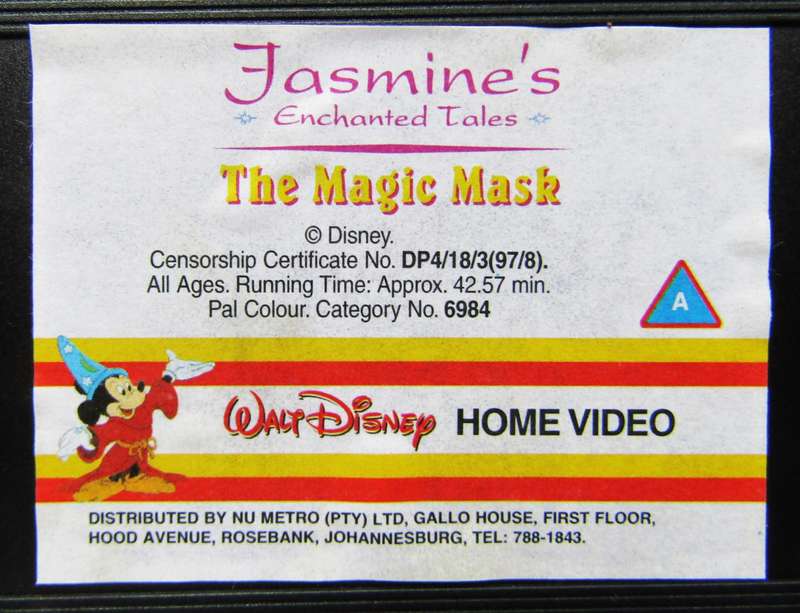 Jasmine's
Enchanted Tales
The Magic Mask
© Disney.
Censorship Certificate No. DP4/18/3(97/8).
All Ages. Running Time: Approx. 42.57 min.
Pal Colour. Category No. 6984
A
WALT DISNEY HOME VIDEO
DISTRIBUTED BY NU METRO (PTY) LTD, GALLO HOUSE, FIRST FLOOR,
HOOD AVENUE, ROSEBANK, JOHANNESBURG, TEL: 788-1843.